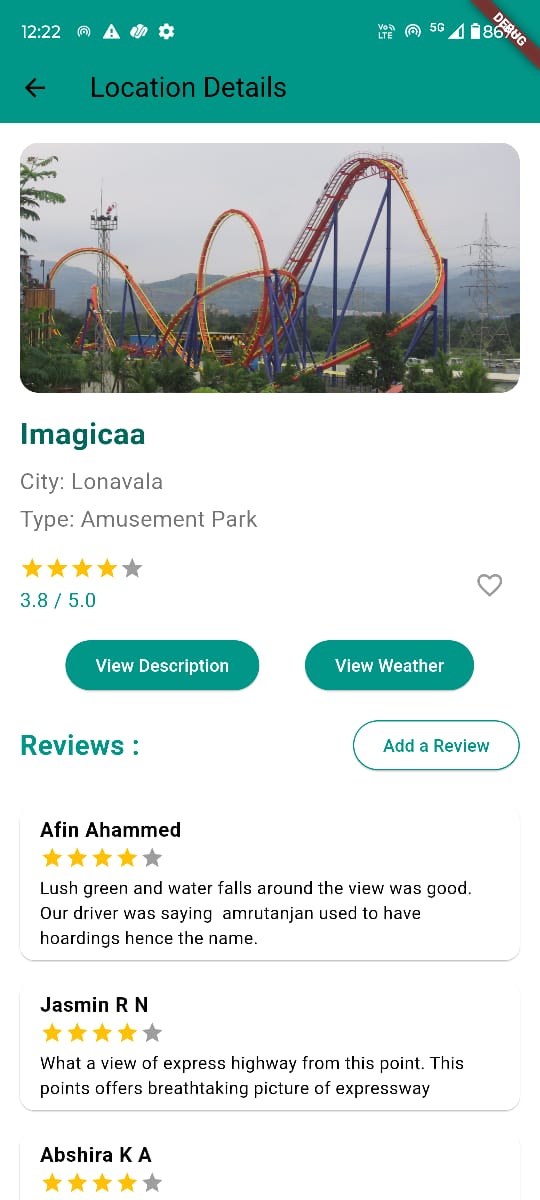 12:22
Vo
LTE
5G
86%
DEBUG
Location Details
Imagicaa
City: Lonavala
Type: Amusement Park
3.8 / 5.0
View Description
View Weather
Reviews :
Add a Review
Afin Ahammed
Lush green and water falls around the view was good.
Our driver was saying  amrutanjan used to have
hoardings hence the name.
Jasmin R N
What a view of express highway from this point. This
points offers breathtaking picture of expressway
Abshira K A